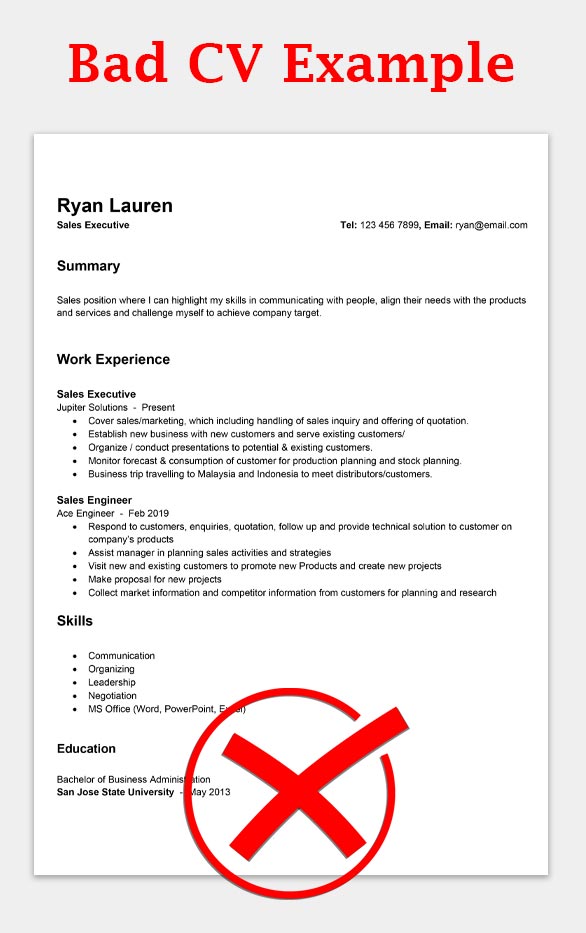 Bad CV Example
Ryan Lauren
Sales Executive
Tel: 123 456 7899, Email: ryan@email.com
Summary
Sales position where I can highlight my skills in communicating with people, align their needs with the products
and services and challenge myself to achieve company target.
Work Experience
Sales Executive
Jupiter Solutions - Present
• Cover sales/marketing, which including handling of sales inquiry and offering of quotation.
• Establish new business with new customers and serve existing customers/
• Organize / conduct presentations to potential & existing customers.
• Monitor forecast & consumption of customer for production planning and stock planning.
• Business trip travelling to Malaysia and Indonesia to meet distributors/customers.
Sales Engineer
Ace Engineer - Feb 2019
• Respond to customers, enquiries, quotation, follow up and provide technical solution to customer on
company's products
• Assist manager in planning sales activities and strategies
• Visit new and existing customers to promote new Products and create new projects
• Make proposal for new projects
• Collect market information and competitor information from customers for planning and research
Skills
• Communication
• Organizing
• Leadership
• Negotiation
• MS Office (Word, PowerPoint, Excel)
Education
Bachelor of Business Administration
San Jose State University - May 2013